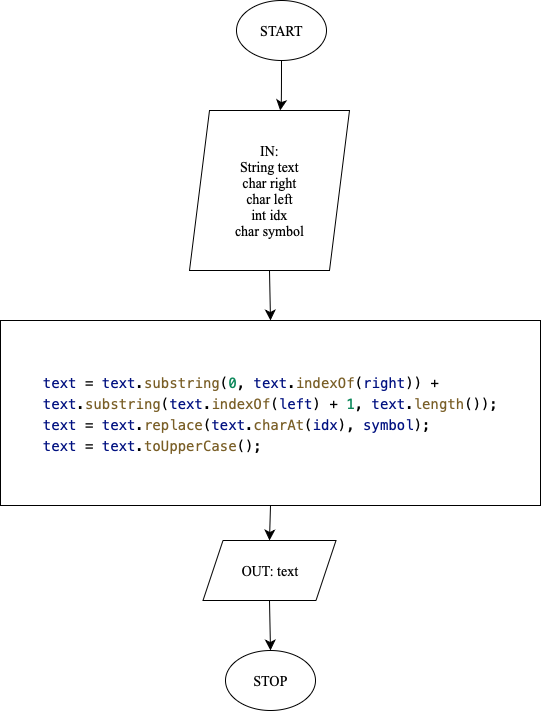 START
IN:
String text
char right
char left
int idx
char symbol
text = text.substring(0, text.indexOf(right)) +
text.substring(text.indexOf(left) + 1, text.length());
text = text.replace(text.charAt(idx), symbol);
text = text.toUpperCase();
OUT: text
STOP